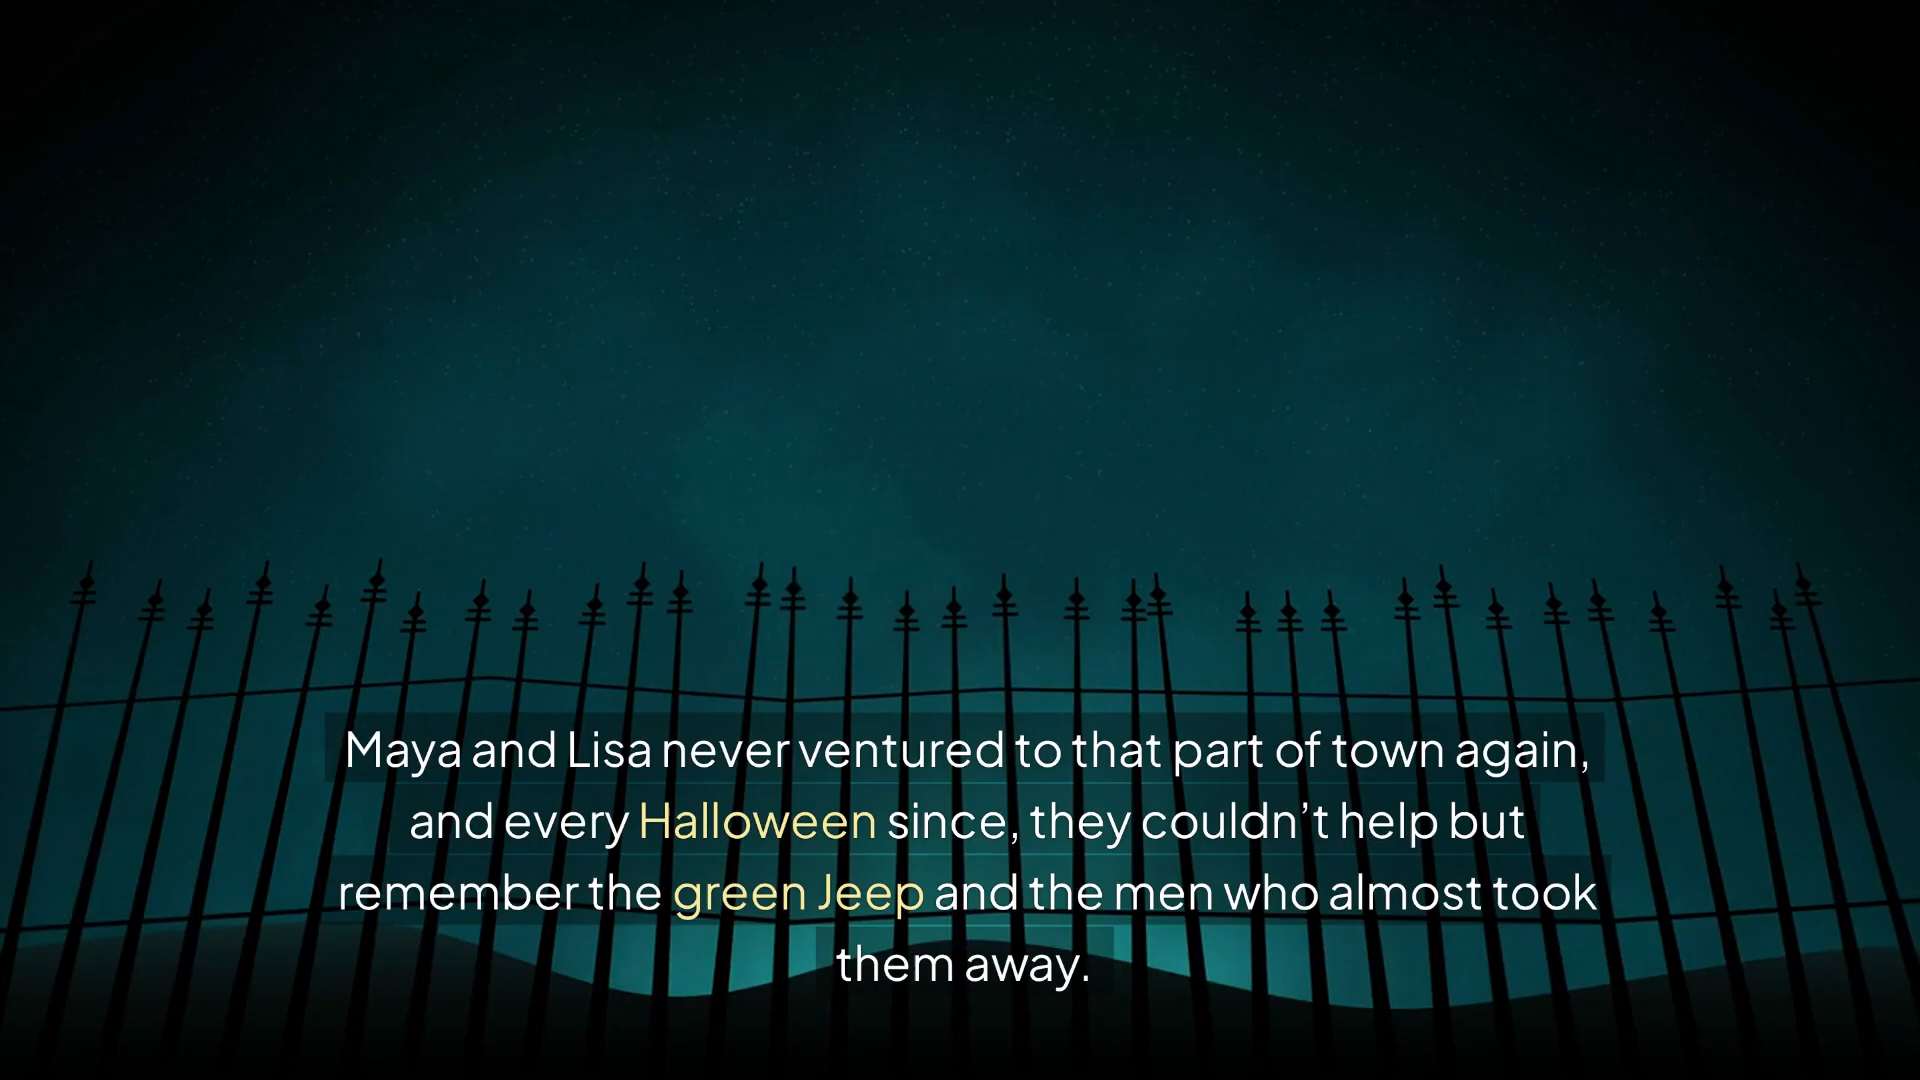 Maya and Lisa never ventured to that part of town again,
and every Halloween since, they couldn’t help but
remember the green Jeep and the men who almost took
them away.